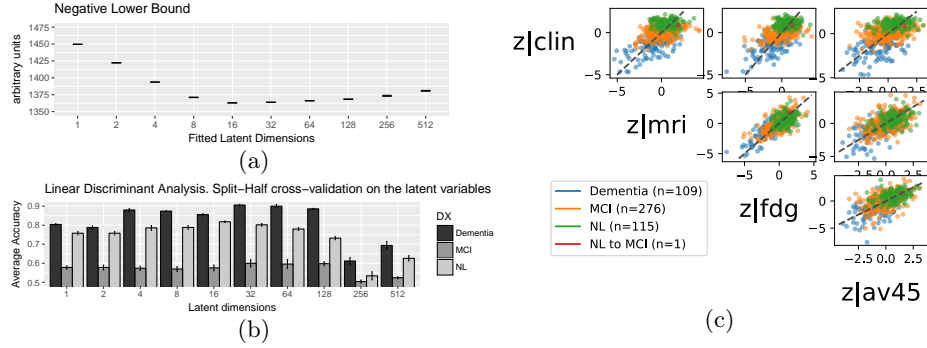 Negative Lower Bound
arbitrary units
1475
1450
1425
1400
1375
1350
1 2 4 8 16 32 64 128 256 512
Fitted Latent Dimensions
(a)
Linear Discriminant Analysis. Split-Half cross-validation on the latent variables
Average Accuracy
0.9
0.8
0.7
0.6
0.5
1 2 4 8 16 32 64 128 256 512
Latent dimensions
DX
Dementia
MCI
NL
(b)
z|clin
0
−5
−5 0
−5 0
−2.5 0.0 2.5
z|mri
0
−5
−5 0
−5
−2.5 0.0 2.5
z|fdg
0
−5
−2.5 0.0 2.5
z|av45
Dementia (n=109)
MCI (n=276)
NL (n=115)
NL to MCI (n=1)
(c)